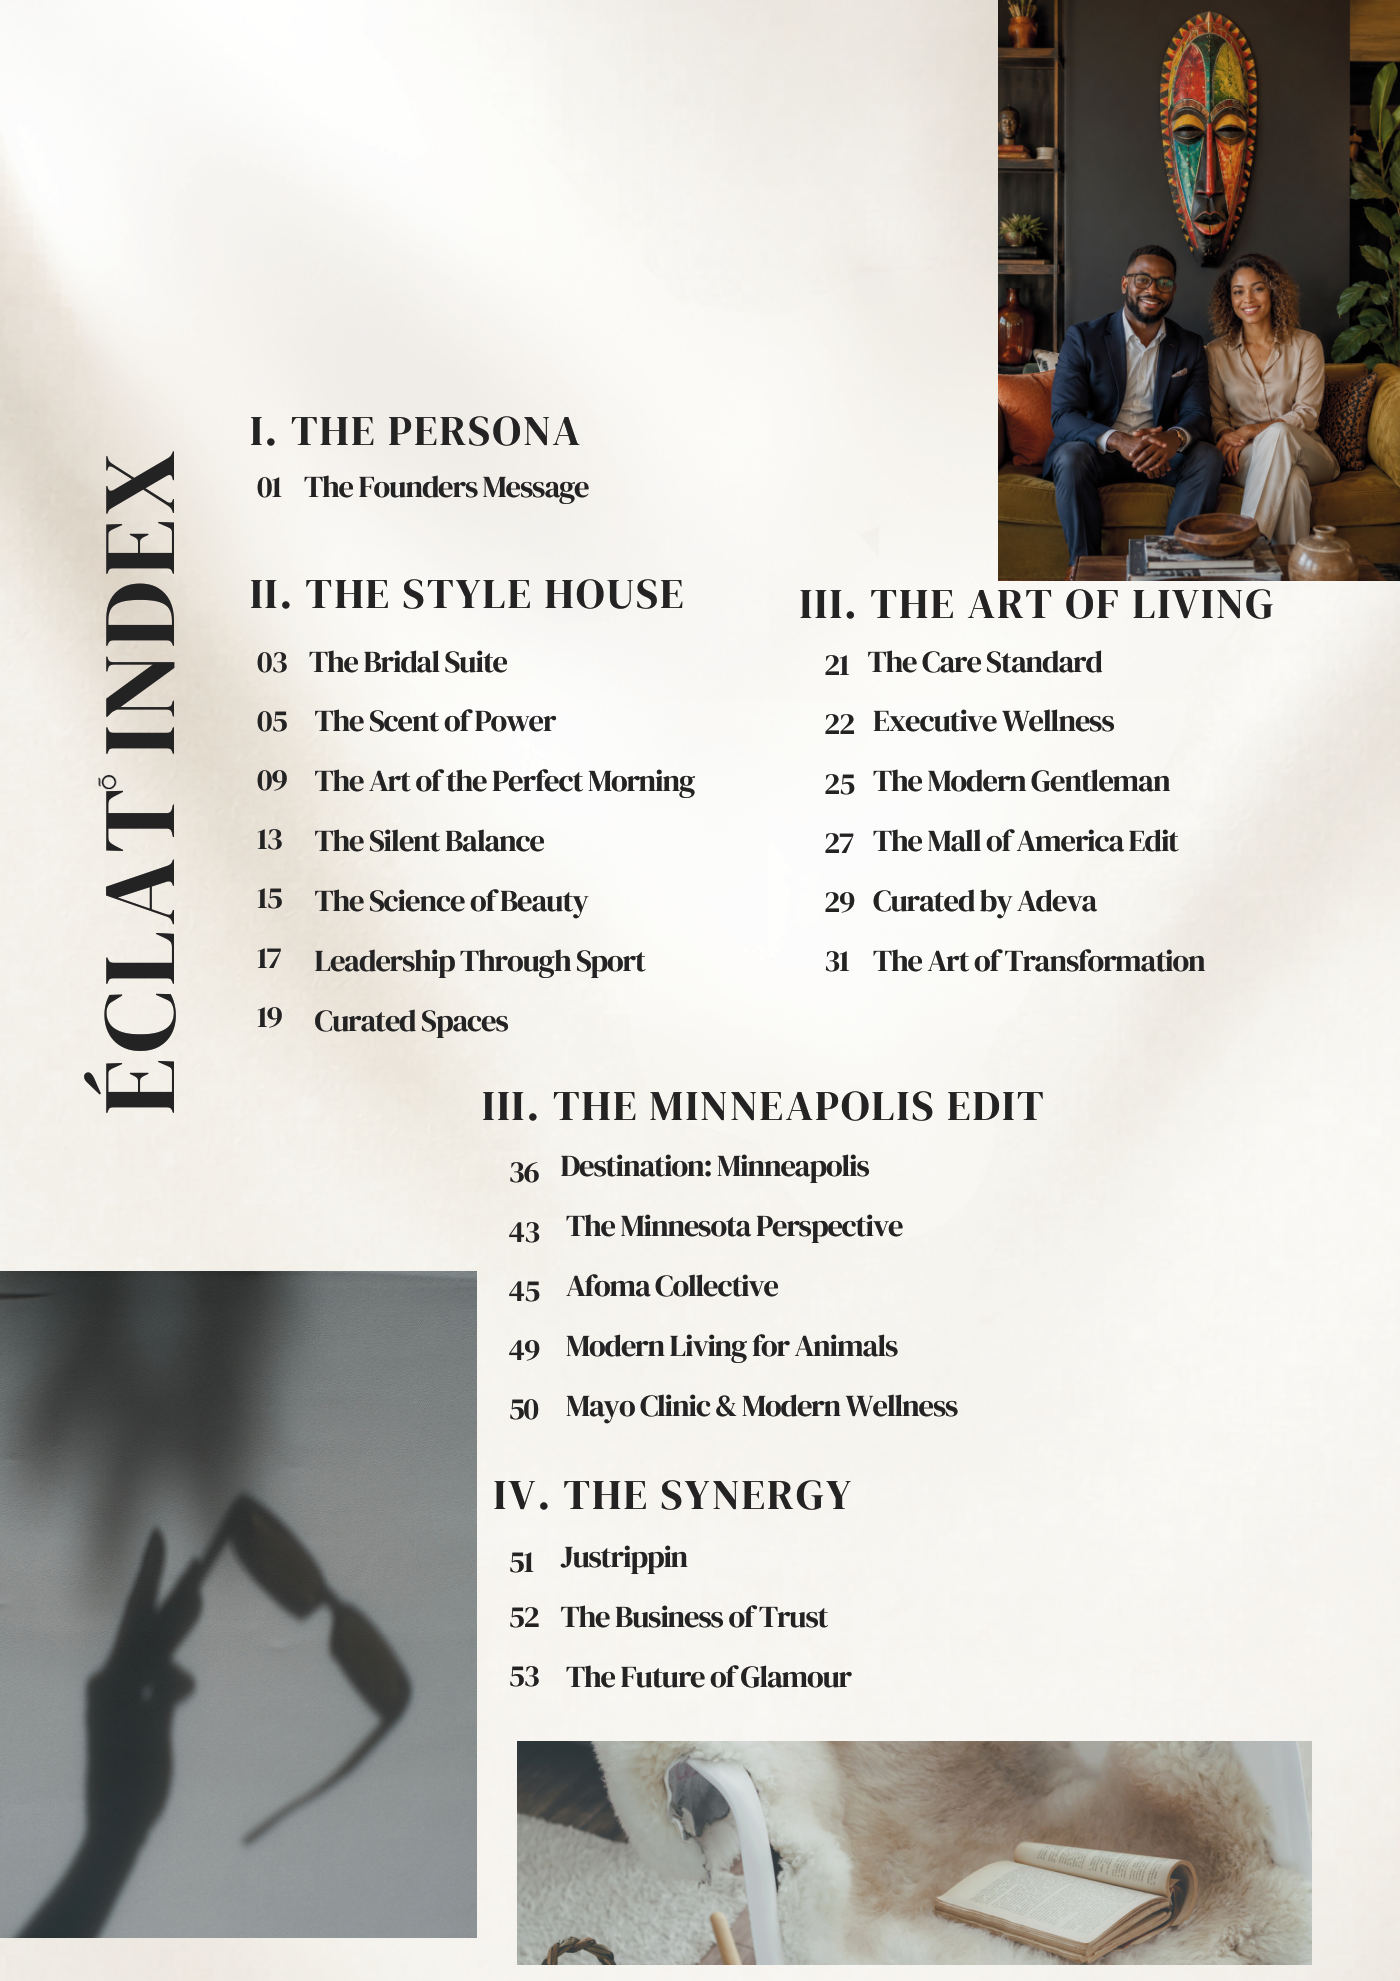 ÉCLATō INDEX
I. THE PERSONA
01 The Founders Message
II. THE STYLE HOUSE
03 The Bridal Suite
05 The Scent of Power
09 The Art of the Perfect Morning
13 The Silent Balance
15 The Science of Beauty
17 Leadership Through Sport
19 Curated Spaces
III. THE ART OF LIVING
21 The Care Standard
22 Executive Wellness
25 The Modern Gentleman
27 The Mall of America Edit
29 Curated by Adeva
31 The Art of Transformation
III. THE MINNEAPOLIS EDIT
36 Destination: Minneapolis
43 The Minnesota Perspective
45 Afoma Collective
49 Modern Living for Animals
50 Mayo Clinic & Modern Wellness
IV. THE SYNERGY
51 Justrippin
52 The Business of Trust
53 The Future of Glamour